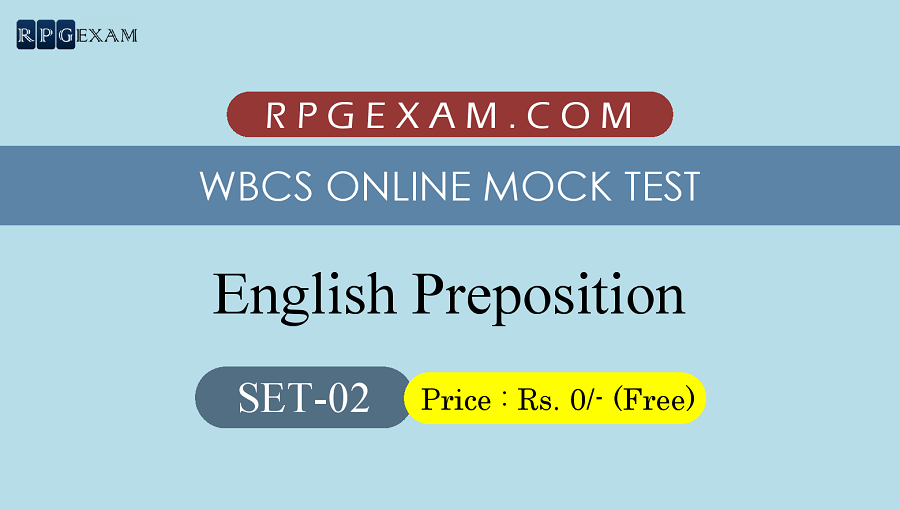 RPGEXAM
RPGEXAM.COM
WBCS ONLINE MOCK TEST
English Preposition
SET-02
Price : Rs. 0/- (Free)